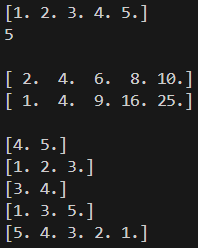 [1. 2. 3. 4. 5.]
5
[ 2.  4.  6.  8. 10.]
[ 1.  4.  9. 16. 25.]
[4. 5.]
[1. 2. 3.]
[3. 4.]
[1. 3. 5.]
[5. 4. 3. 2. 1.]